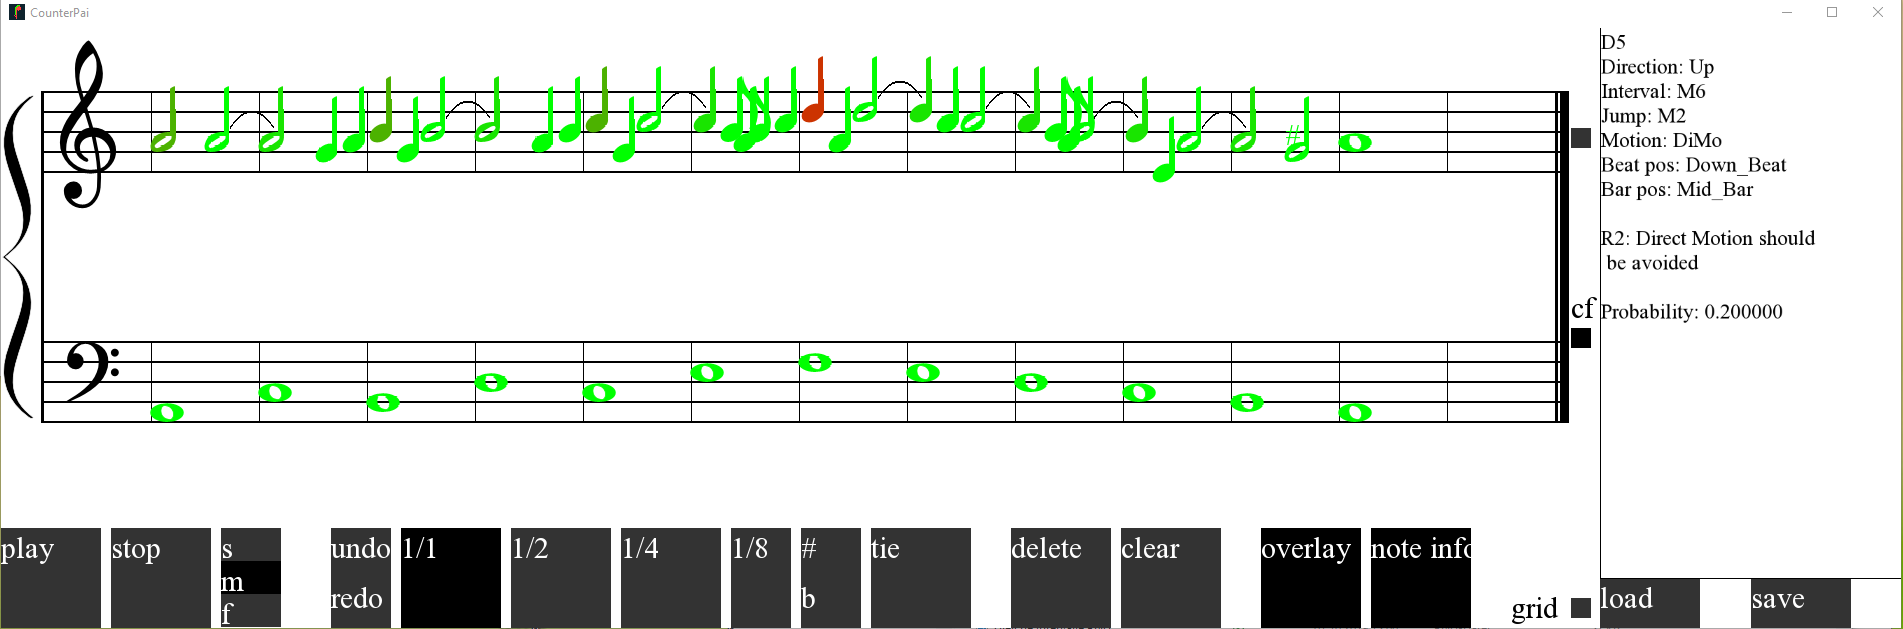 CounterPai
D5
Direction: Up
Interval: M6
Jump: M2
Motion: DiMo
Beat pos: Down_Beat
Bar pos: Mid_Bar
R2: Direct Motion should
be avoided
Probability: 0.200000
#
cf
play
stop
s
m
f
undo
redo
1/1
1/2
1/4
1/8
#
b
tie
delete
clear
overlay
note info
grid
load
save